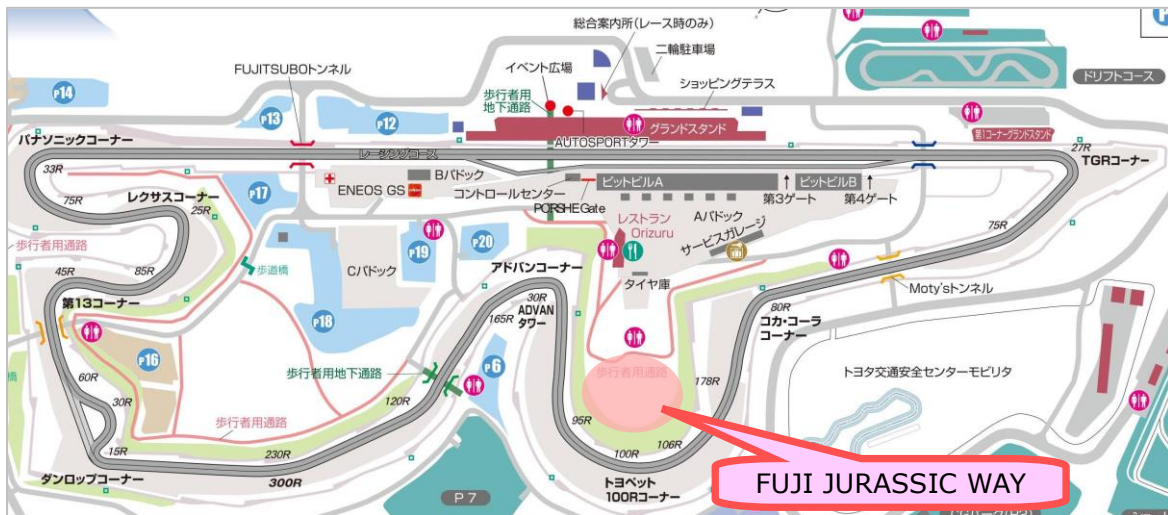 総合案内所(レース時のみ)
二輪駐車場
FUJITSUBOトンネル
イベント広場
ショッピングテラス
ドリフトコース
歩行者用
地下通路
P14
P13
P12
グランドスタンド
AUTOSPORTタワー
第1コーナーグランドスタンド
パナソニックコーナー
レーシングコース
27R
TGRコーナー
33R
レクサスコーナー
P17
Bパドック
ENEOS GS
コントロールセンター
ピットビルA
ピットビルB
75R
25R
PORSHE Gate
第3ゲート
第4ゲート
レストラン
Orizuru
Aパドック
サービスガレージ
75R
歩行者用通路
P19
P20
45R
85R
歩道橋
Cパドック
アドバンコーナー
タイヤ庫
Moty'sトンネル
第13コーナー
30R
ADVAN
タワー
165R
80R
コカ・コーラ
コーナー
P18
P16
P6
歩行者用地下通路
歩行者用通路
178R
トヨタ交通安全センターモビリタ
橋
60R
30R
120R
歩行者用通路
95R
106R
15R
230R
100R
ダンロップコーナー
300R
P7
トヨペット
100Rコーナー
FUJI JURASSIC WAY